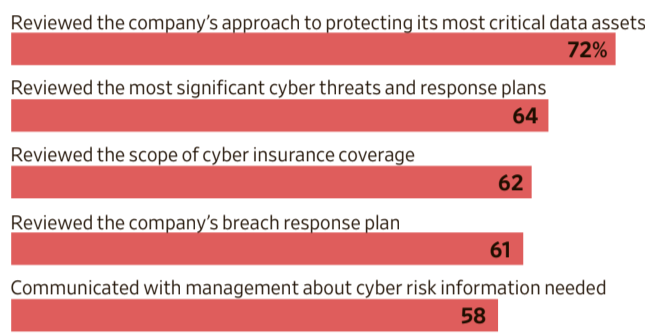 Reviewed the company’s approach to protecting its most critical data assets
72%
Reviewed the most significant cyber threats and response plans
64
Reviewed the scope of cyber insurance coverage
62
Reviewed the company’s breach response plan
61
Communicated with management about cyber risk information needed
58